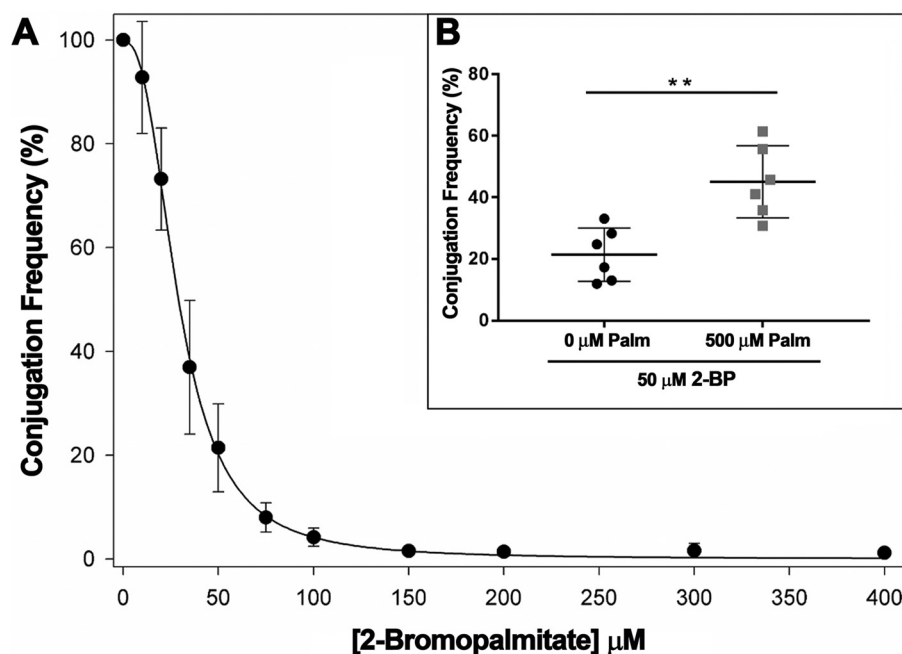 A
Conjugation Frequency (%)
100
80
60
40
20
0
0 50 100 150 200 250 300 350 400
[2-Bromopalmitate] μM
B
Conjugation Frequency (%)
80
60
40
20
0
**
0 μM Palm 500 μM Palm
50 μM 2-BP